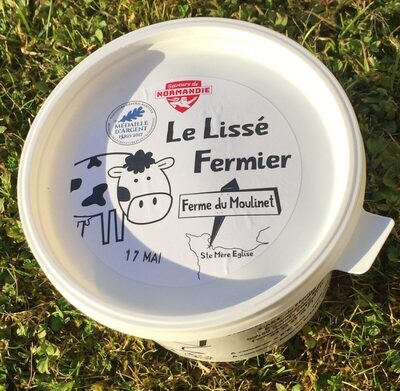 Saveurs de
NORMANDIE
MÉDAILLE
D'ARGENT
PARIS 2017
Le Lissé
Fermier
Ferme du Moulinet
Ste Mère Eglise
17 MAI